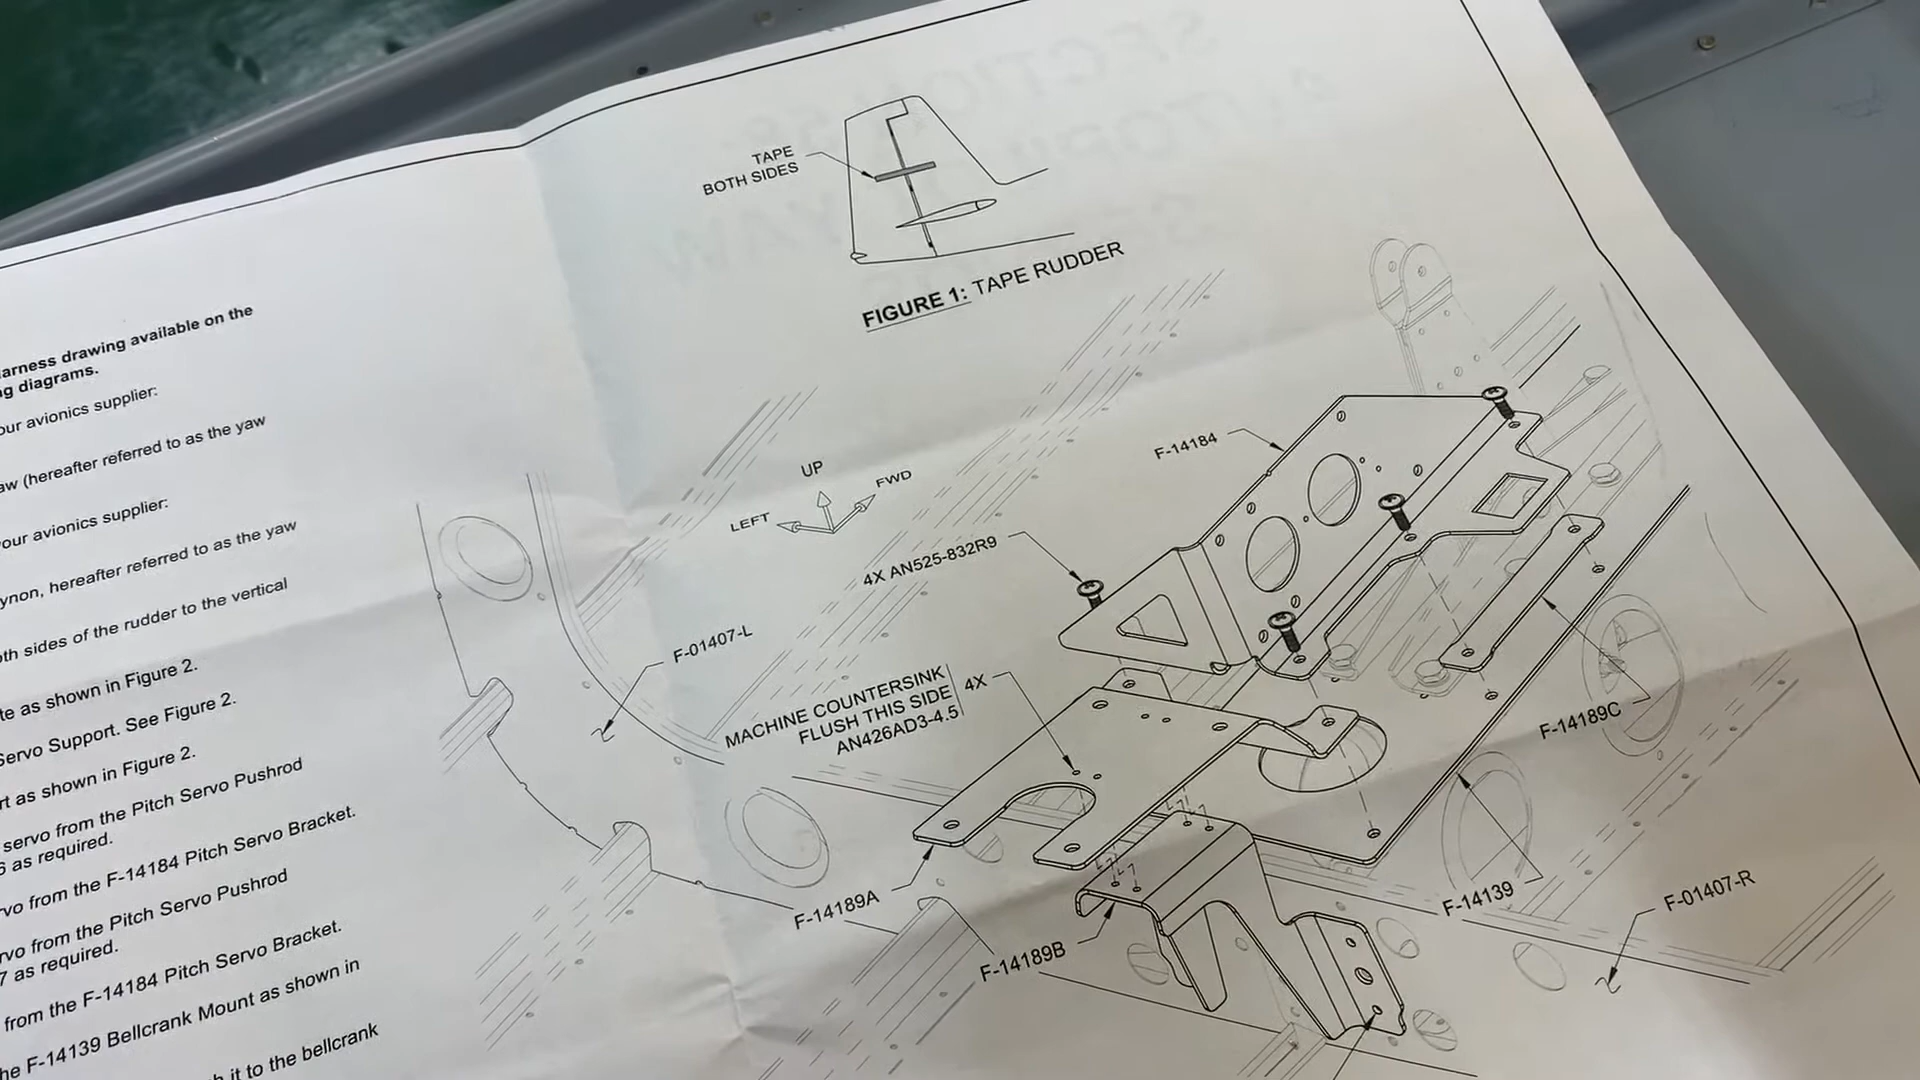 arness drawing available on the
ng diagrams.
our avionics supplier:
aw (hereafter referred to as the yaw
your avionics supplier:
ynon, hereafter referred to as the yaw
oth sides of the rudder to the vertical
te as shown in Figure 2.
Servo Support. See Figure 2.
rt as shown in Figure 2.
servo from the Pitch Servo Pushrod
6 as required.
rvo from the F-14184 Pitch Servo Bracket.
rvo from the Pitch Servo Pushrod
7 as required.
from the F-14184 Pitch Servo Bracket.
he F-14139 Bellcrank Mount as shown in
h it to the bellcrank
TAPE
BOTH SIDES
FIGURE 1: TAPE RUDDER
UP
FWD
LEFT
F-14184
4X AN525-832R9
F-01407-L
MACHINE COUNTERSINK
FLUSH THIS SIDE
AN426AD3-4.5
4X
F-14189C
F-14189A
F-14189B
F-14139
F-01407-R